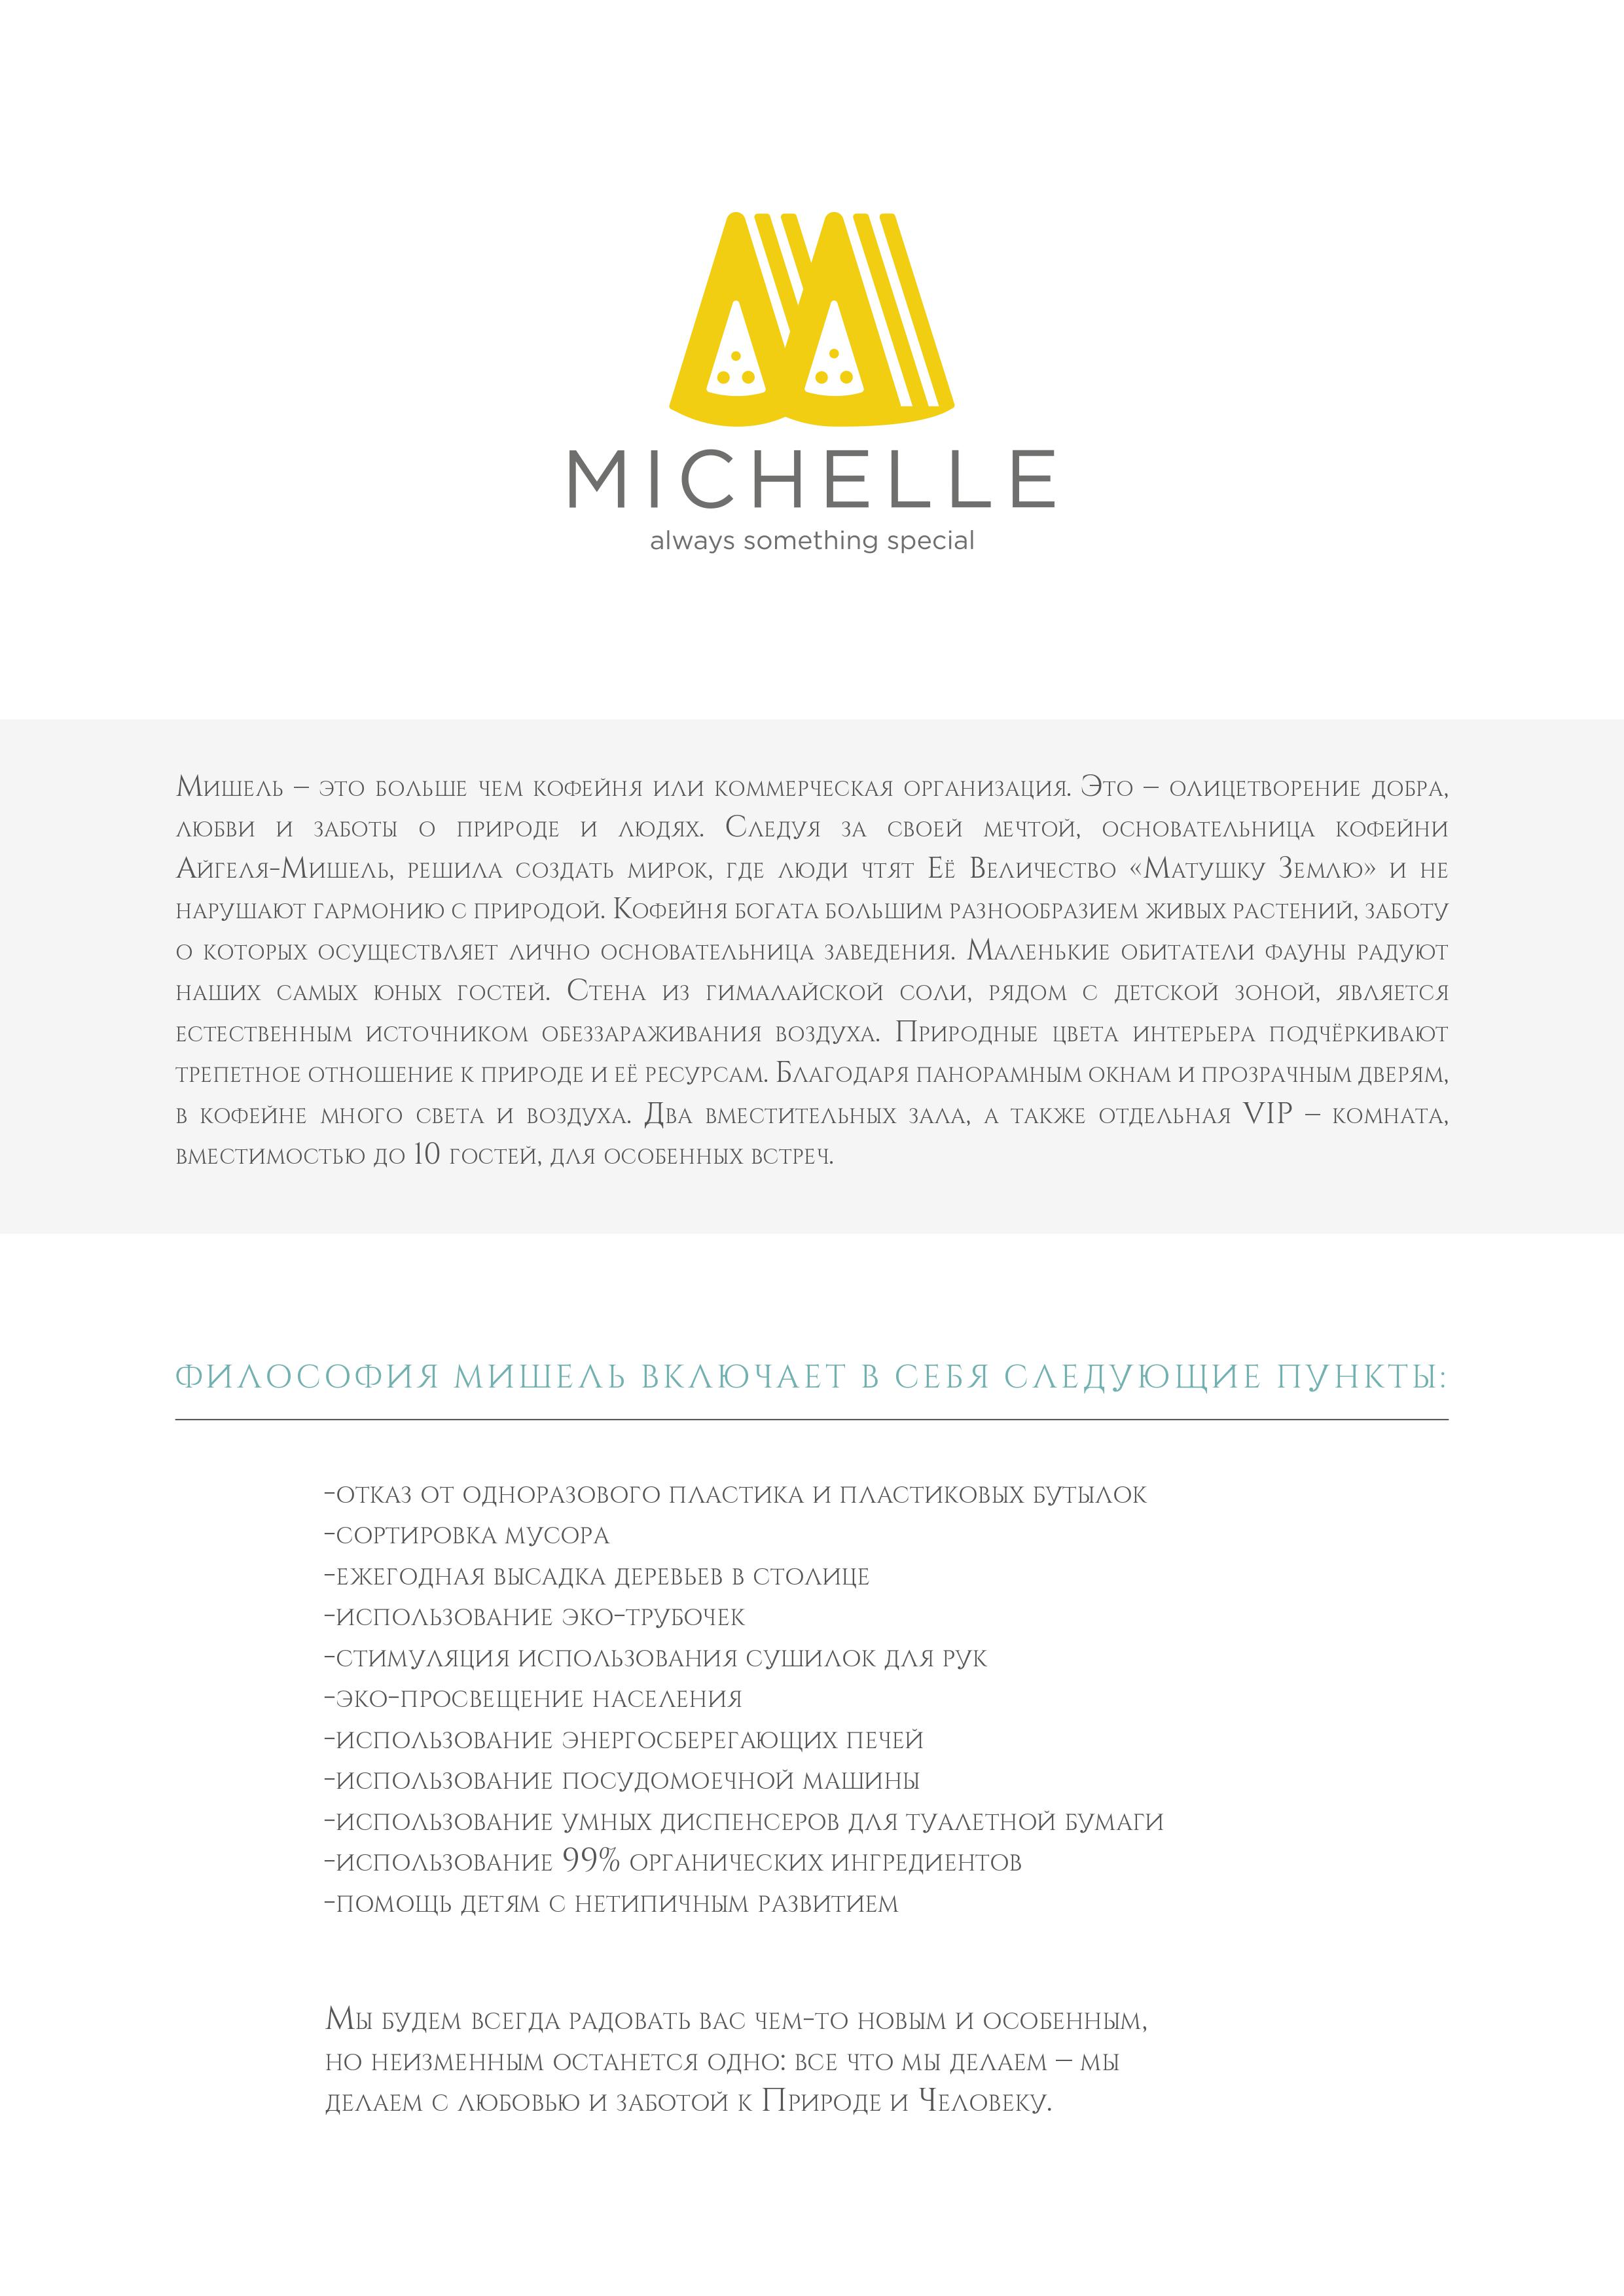 MICHELLE
always something special
Мишель – это больше чем кофейня или коммерческая организация. Это – олицетворение добра,
любви и заботы о природе и людях. Следуя за своей мечтой, основательница кофейни
Айгеля-Мишель, решила создать мирок, где люди чтят Её Величество «Матушку Землю» и не
нарушают гармонию с природой. Кофейня богата большим разнообразием живых растений, заботу
о которых осуществляет лично основательница заведения. Маленькие обитатели фауны радуют
наших самых юных гостей. Стена из гималайской соли, рядом с детской зоной, является
естественным источником обеззараживания воздуха. Природные цвета интерьера подчёркивают
трепетное отношение к природе и её ресурсам. Благодаря панорамным окнам и прозрачным дверям,
в кофейне много света и воздуха. Два вместительных зала, а также отдельная VIP – комната,
вместимостью до 10 гостей, для особенных встреч.
ФИЛОСОФИЯ МИШЕЛЬ ВКЛЮЧАЕТ В СЕБЯ СЛЕДУЮЩИЕ ПУНКТЫ:
-отказ от одноразового пластика и пластиковых бутылок
-сортировка мусора
-ежегодная высадка деревьев в столице
-использование эко-трубочек
-стимуляция использования сушилок для рук
-эко-просвещение населения
-использование энергосберегающих печей
-использование посудомоечной машины
-использование умных диспенсеров для туалетной бумаги
-использование 99% органических ингредиентов
-помощь детям с нетипичным развитием
Мы будем всегда радовать вас чем-то новым и особенным,
но неизменным останется одно: все что мы делаем – мы
делаем с любовью и заботой к Природе и Человеку.